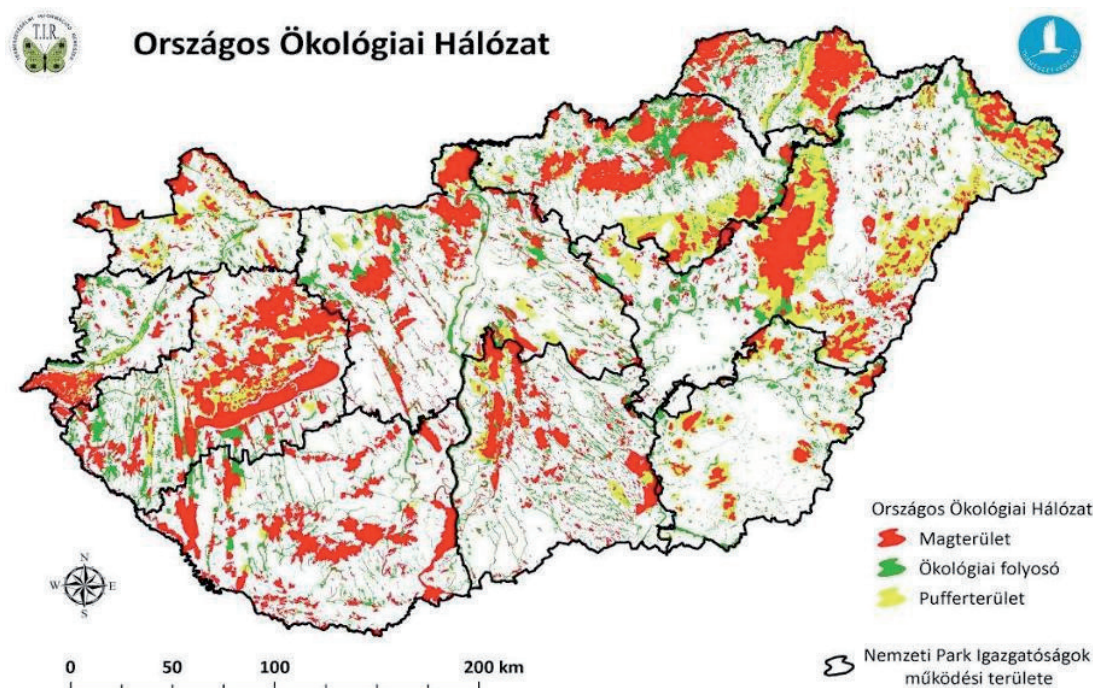 T.I.R.
Országos Ökológiai Hálózat
Országos Ökológiai Hálózat
Magterület
Ökológiai folyosó
Pufferterület
Nemzeti Park Igazgatóságok
működési területe
N
W E
S
0 50 100 200 km